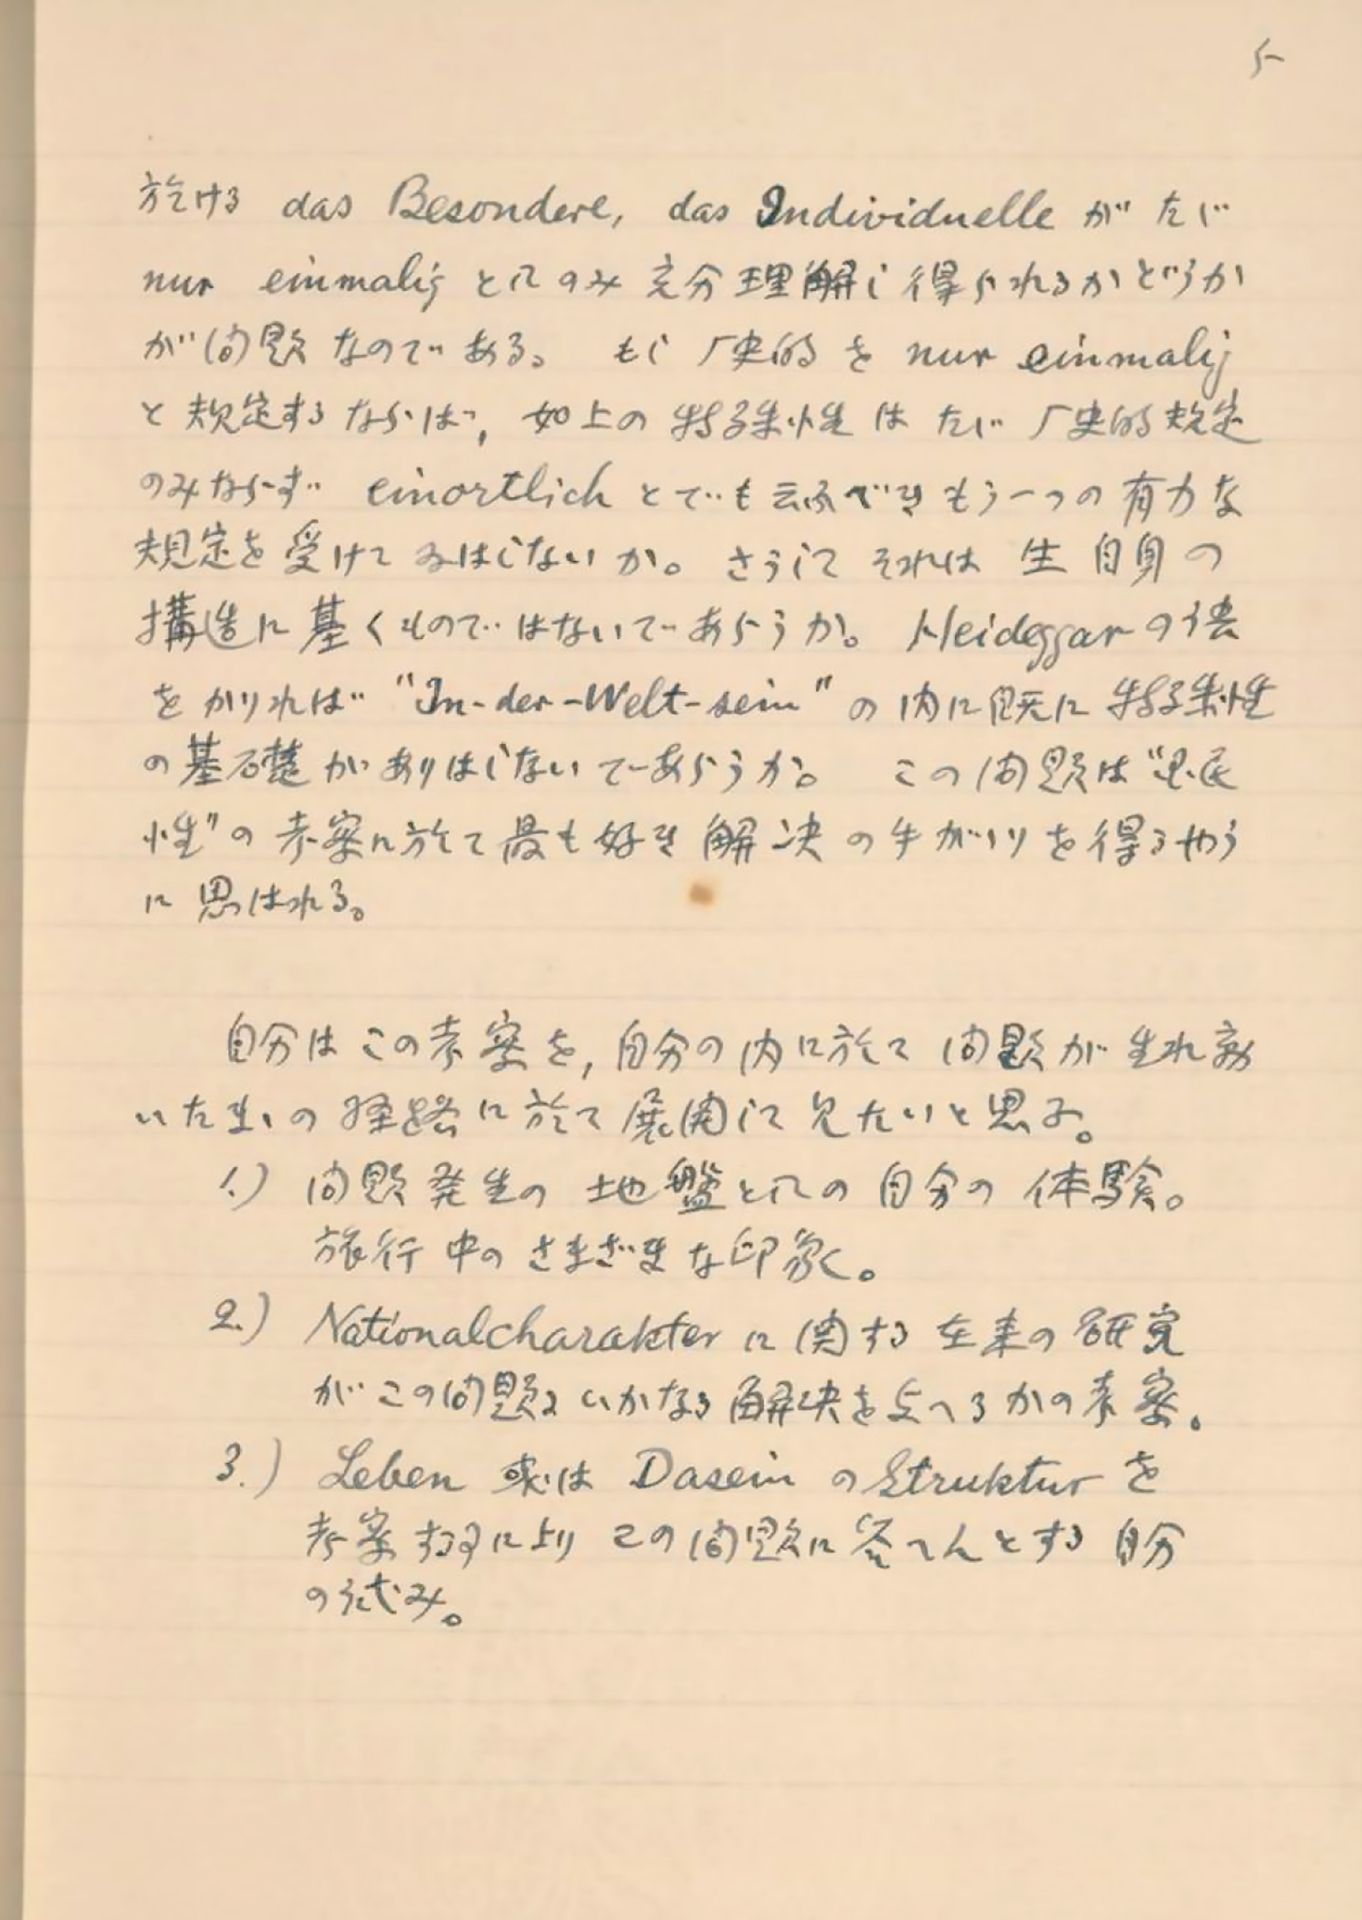 5
於ける das Besondere, das Individuelle が たゞ
nur einmalig としてのみ 充分理解し得られるかどうか
が問題なのである。 もし 厂史的 を nur einmalig
と規定するならば, 如上の特殊性は たゞ 厂史的規定
のみならず einortlich とでも云ふべきもう一つの有力な
規定を受けてゐはしないか。さうして それは 生自身の
構造に基くものではないであらうか。 Heideggar の
をかりれば "In-der-Welt-sein" の内に既に特殊性
の基礎がありはしないであらうか。 この問題は"国民
性"の考察に於て最も好き解決の手がゝりを得るやう
に思はれる。
自分はこの考察を, 自分の内に於て問題が生れ動
いたまゝの経路に於て展開して見たいと思ふ。
1.) 問題発生の地盤としての自分の体験。
旅行中のさまざまな印象。
2.) Nationalcharakter に関する在来の研究
がこの問題にいかなる解決を与へるかの考察。
3.) Leben 或は Dasein の Struktur を
考察するによりこの問題に答へんとする自分
の試み。